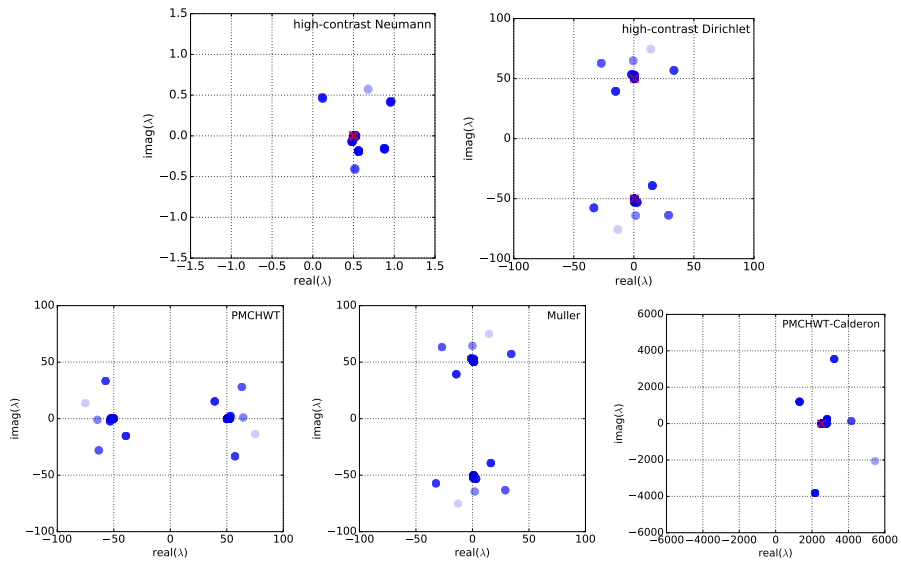 high-contrast Neumann
1.5
1.0
0.5
0.0
−0.5
−1.0
−1.5
imag(λ)
−1.5 −1.0 −0.5 0.0 0.5 1.0 1.5
real(λ)
high-contrast Dirichlet
100
50
0
−50
−100
imag(λ)
−100 −50 0 50 100
real(λ)
PMCHWT
100
50
0
−50
−100
imag(λ)
−100 −50 0 50 100
real(λ)
Muller
100
50
0
−50
−100
imag(λ)
−100 −50 0 50 100
real(λ)
PMCHWT-Calderon
6000
4000
2000
0
−2000
−4000
−6000
imag(λ)
−6000 −4000 −2000 0 2000 4000 6000
real(λ)